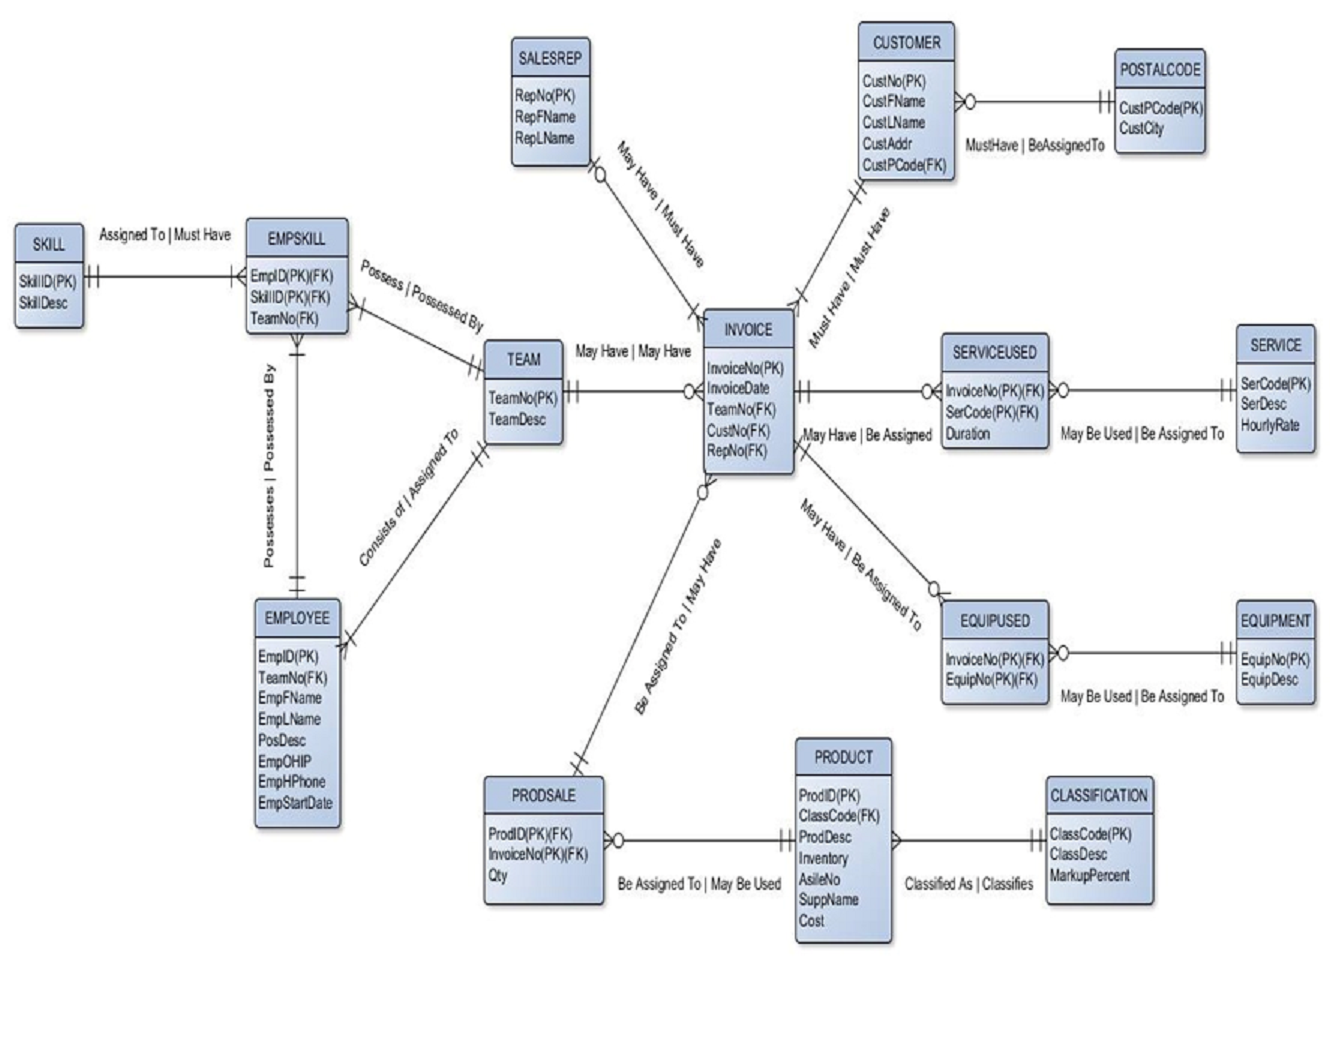 SALESREP
RepNo(PK)
RepFName
RepLName
CUSTOMER
CustNo(PK)
CustFName
CustLName
CustAddr
CustPCode(FK)
POSTALCODE
CustPCode(PK)
CustCity
MustHave | BeAssignedTo
May Have | Must Have
Must Have | Must Have
SKILL
SkillID(PK)
SkillDesc
Assigned To | Must Have
EMPSKILL
EmpID(PK)(FK)
SkillID(PK)(FK)
TeamNo(FK)
Possess | Possessed By
TEAM
TeamNo(PK)
TeamDesc
May Have | May Have
INVOICE
InvoiceNo(PK)
InvoiceDate
TeamNo(FK)
CustNo(FK)
RepNo(FK)
SERVICEUSED
InvoiceNo(PK)(FK)
SerCode(PK)(FK)
Duration
May Have | Be Assigned
SERVICE
SerCode(PK)
SerDesc
HourlyRate
May Be Used | Be Assigned To
Possesses | Possessed By
Consists of | Assigned To
May Have | Be Assigned To
Be Assigned To | May Have
EMPLOYEE
EmpID(PK)
TeamNo(FK)
EmpFName
EmpLName
PosDesc
EmpOHIP
EmpHPhone
EmpStartDate
EQUIPUSED
InvoiceNo(PK)(FK)
EquipNo(PK)(FK)
EQUIPMENT
EquipNo(PK)
EquipDesc
May Be Used | Be Assigned To
PRODSALE
ProdID(PK)(FK)
InvoiceNo(PK)(FK)
Qty
Be Assigned To | May Be Used
PRODUCT
ProdID(PK)
ClassCode(FK)
ProdDesc
Inventory
AsileNo
SuppName
Cost
Classified As | Classifies
CLASSIFICATION
ClassCode(PK)
ClassDesc
MarkupPercent